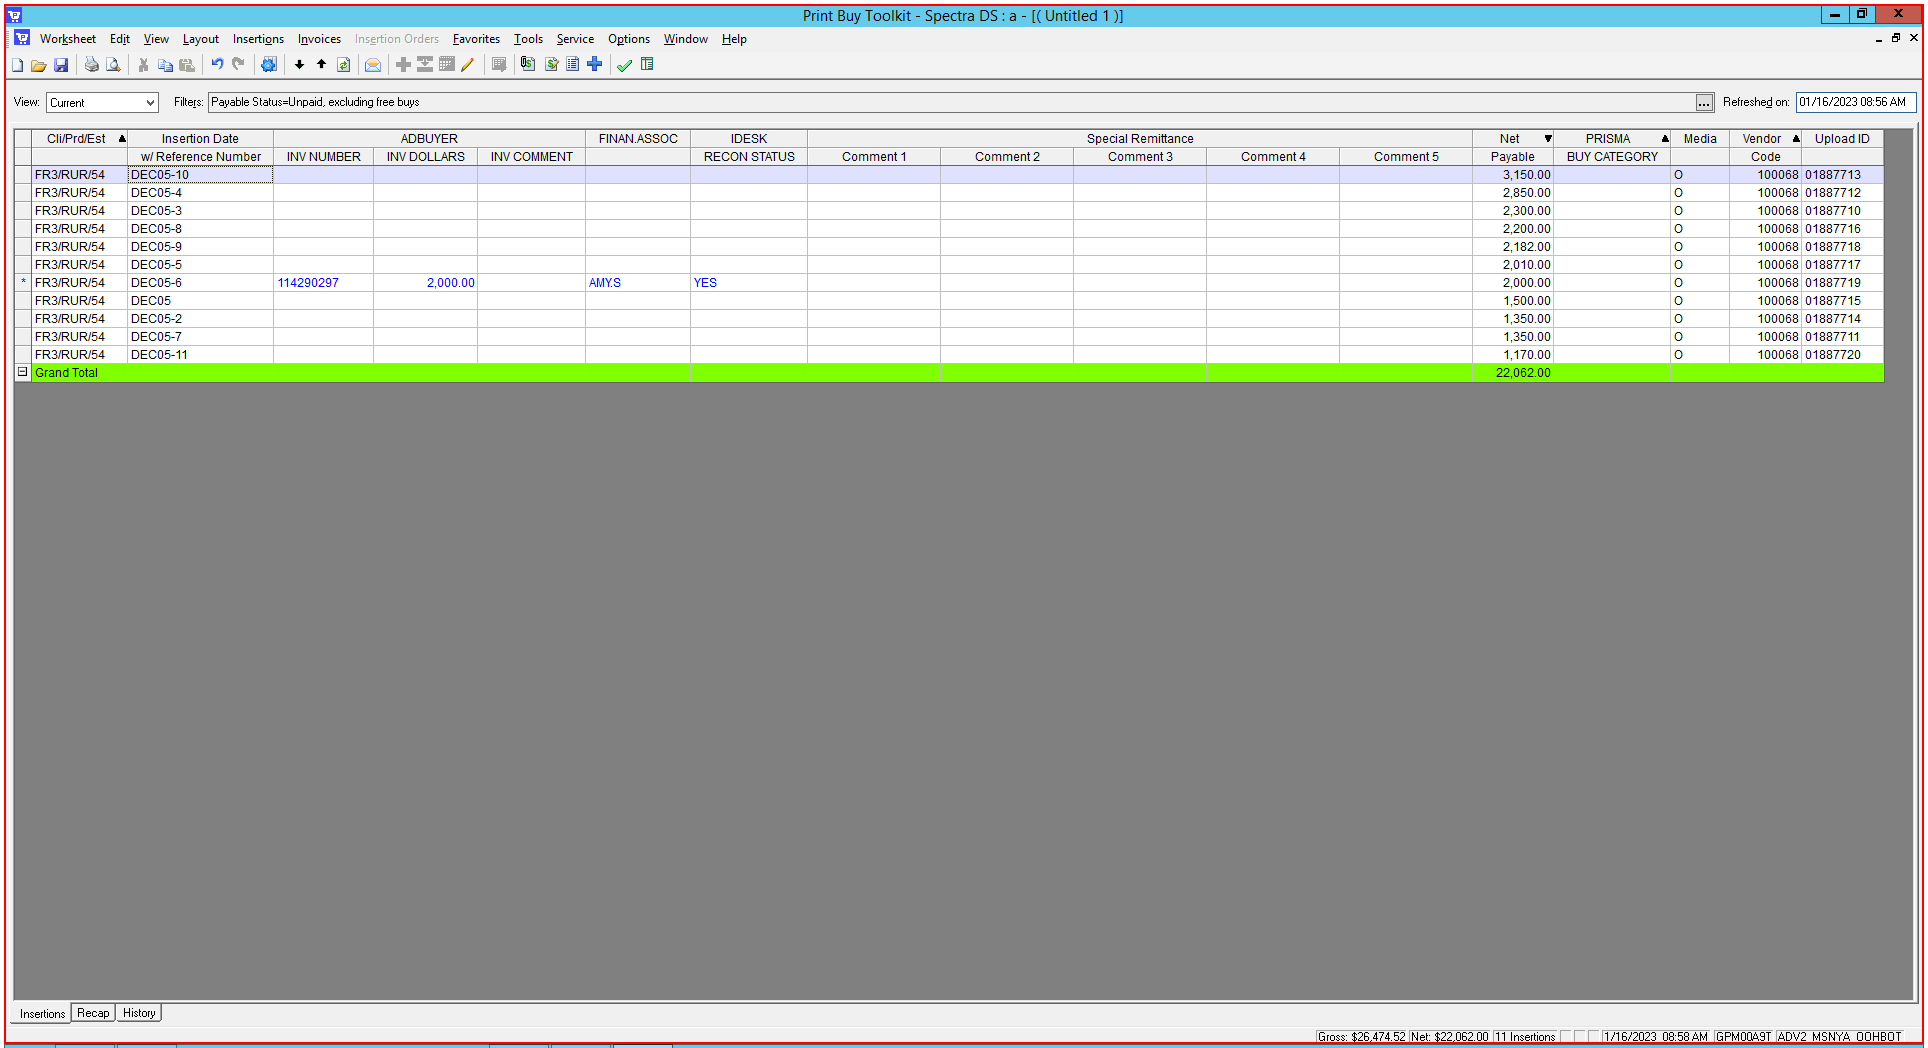 Print Buy Toolkit - Spectra DS : a - [( Untitled 1 )]
Worksheet Edit View Layout Insertions Invoices Insertion Orders Favorites Tools Service Options Window Help
View: Current Filters: Payable Status=Unpaid, excluding free buys ... Refreshed on: 01/16/2023 08:56 AM
Cli/Prd/Est Insertion Date ADBUYER FINAN.ASSOC IDESK Special Remittance Net PRISMA Media Vendor Upload ID
w/ Reference Number INV NUMBER INV DOLLARS INV COMMENT RECON STATUS Comment 1 Comment 2 Comment 3 Comment 4 Comment 5 Payable BUY CATEGORY Code
FR3/RUR/54 DEC05-10 3,150.00 O 100068 01887713
FR3/RUR/54 DEC05-4 2,850.00 O 100068 01887712
FR3/RUR/54 DEC05-3 2,300.00 O 100068 01887710
FR3/RUR/54 DEC05-8 2,200.00 O 100068 01887716
FR3/RUR/54 DEC05-9 2,182.00 O 100068 01887718
FR3/RUR/54 DEC05-5 2,010.00 O 100068 01887717
* FR3/RUR/54 DEC05-6 114290297 2,000.00 AMY.S YES 2,000.00 O 100068 01887719
FR3/RUR/54 DEC05 1,500.00 O 100068 01887715
FR3/RUR/54 DEC05-2 1,350.00 O 100068 01887714
FR3/RUR/54 DEC05-7 1,350.00 O 100068 01887711
FR3/RUR/54 DEC05-11 1,170.00 O 100068 01887720
Grand Total 22,062.00
Insertions Recap History
Gross: $26,474.52 Net: $22,062.00 11 Insertions 1/16/2023 08:58 AM GPM00A9T ADV2 MSNYA OOHBOT